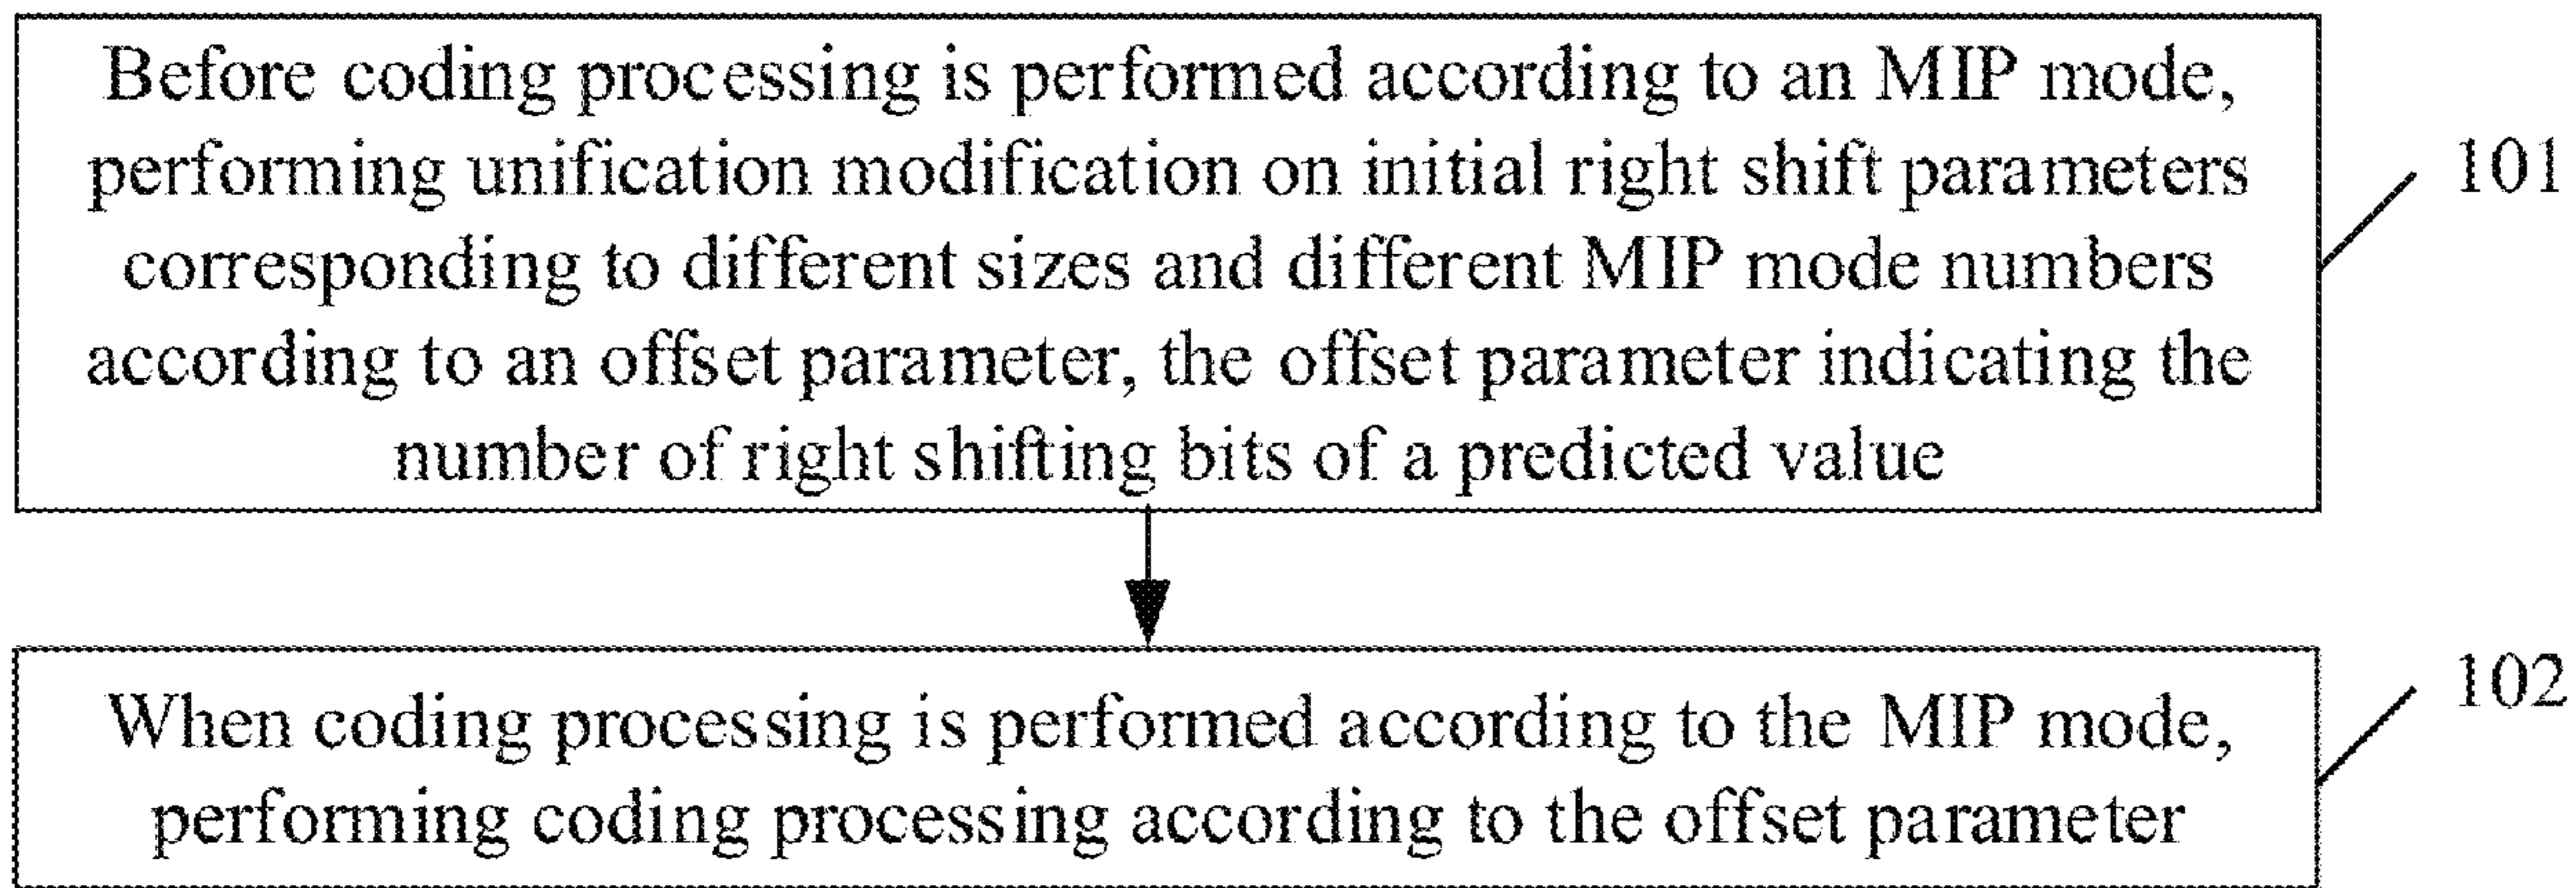 Before coding processing is performed according to an MIP mode,
performing unification modification on initial right shift parameters
corresponding to different sizes and different MIP mode numbers
according to an offset parameter, the offset parameter indicating the
number of right shifting bits of a predicted value
101
When coding processing is performed according to the MIP mode,
performing coding processing according to the offset parameter
102